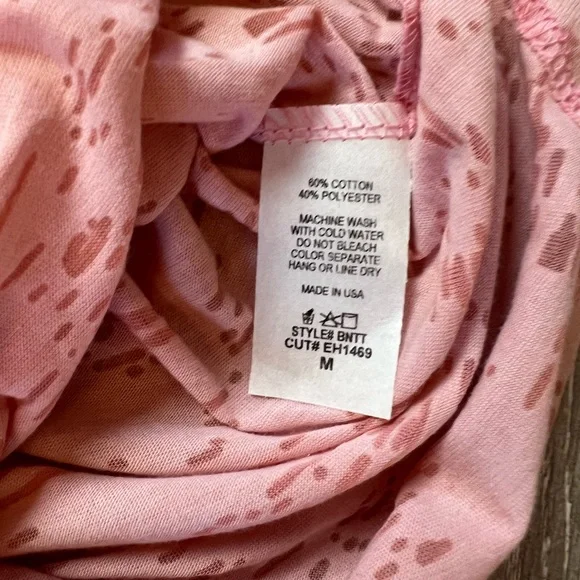 60% COTTON
40% POLYESTER
MACHINE WASH
WITH COLD WATER
DO NOT BLEACH
COLOR SEPARATE
HANG OR LINE DRY
MADE IN USA
STYLE# BNTT
CUT# EH1469
M